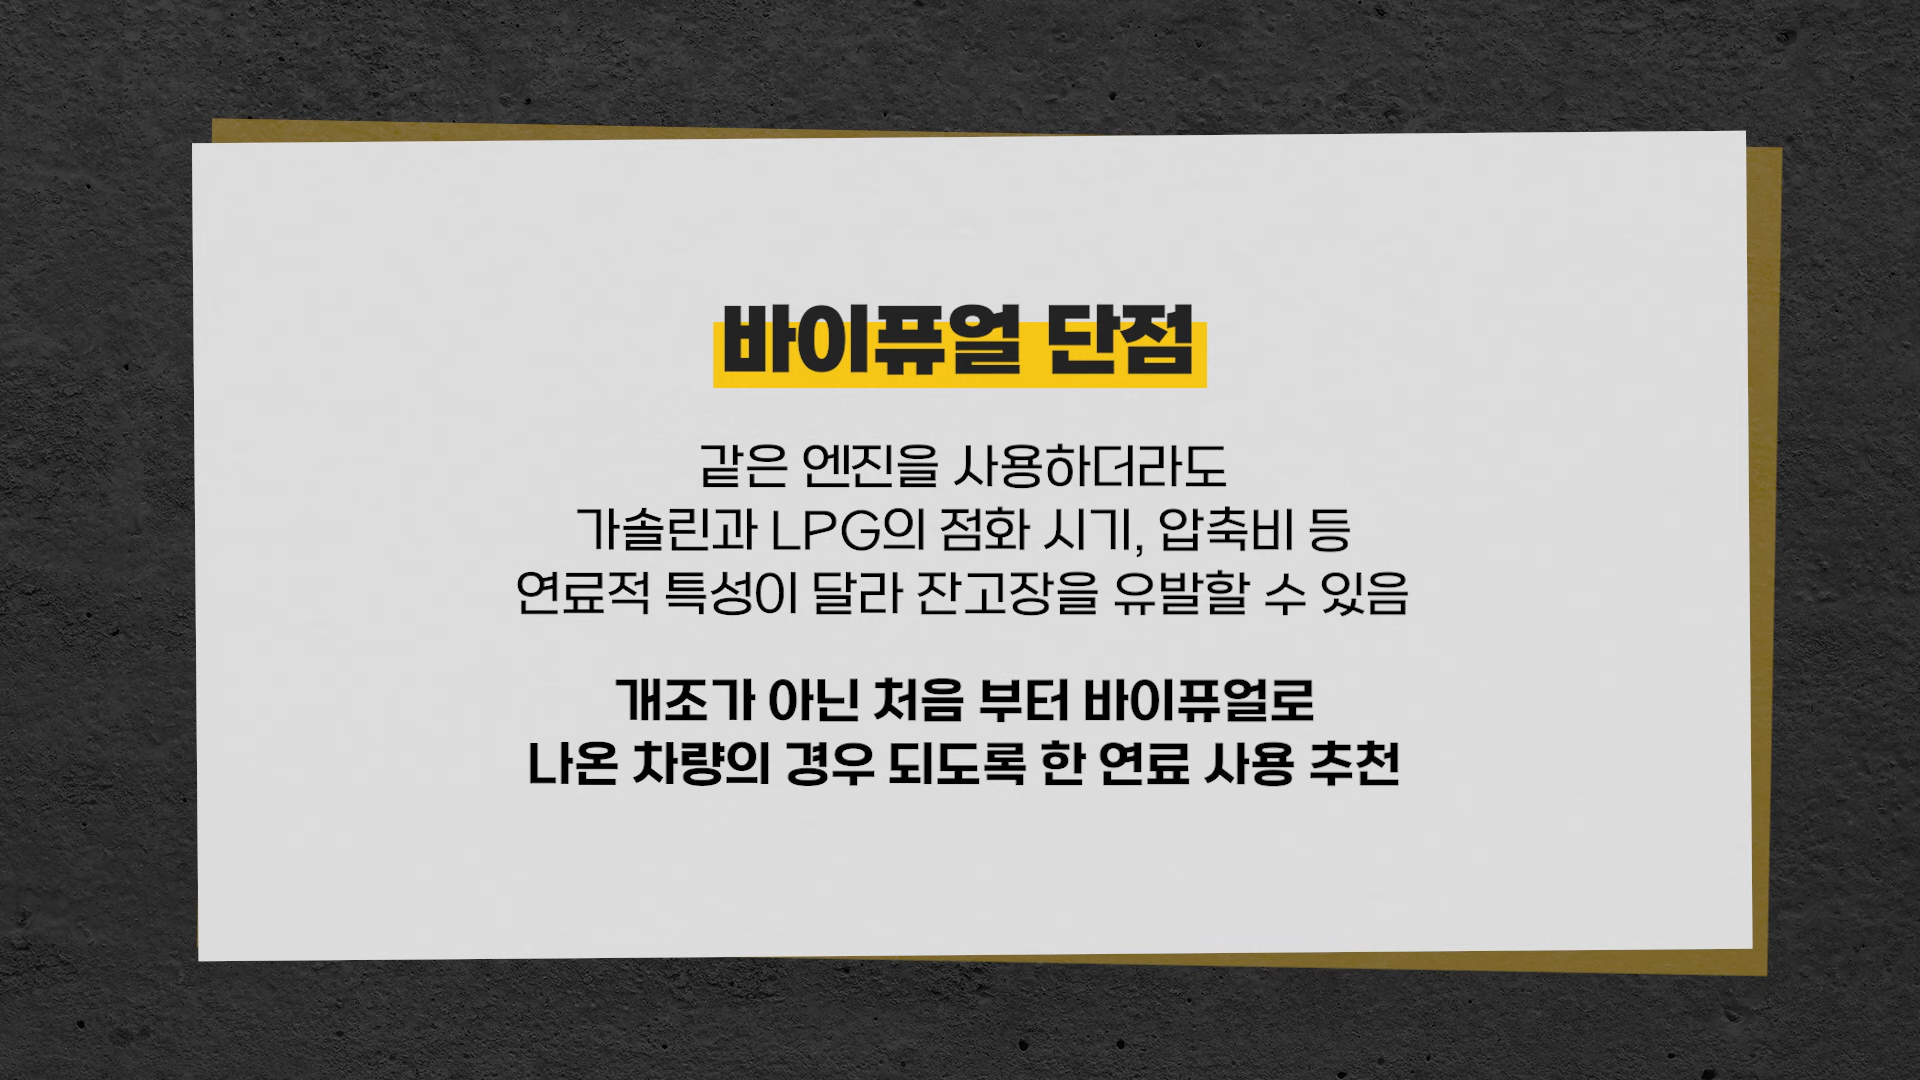 바이퓨얼 단점
같은 엔진을 사용하더라도
가솔린과 LPG의 점화 시기, 압축비 등
연료적 특성이 달라 잔고장을 유발할 수 있음
개조가 아닌 처음 부터 바이퓨얼로
나온 차량의 경우 되도록 한 연료 사용 추천